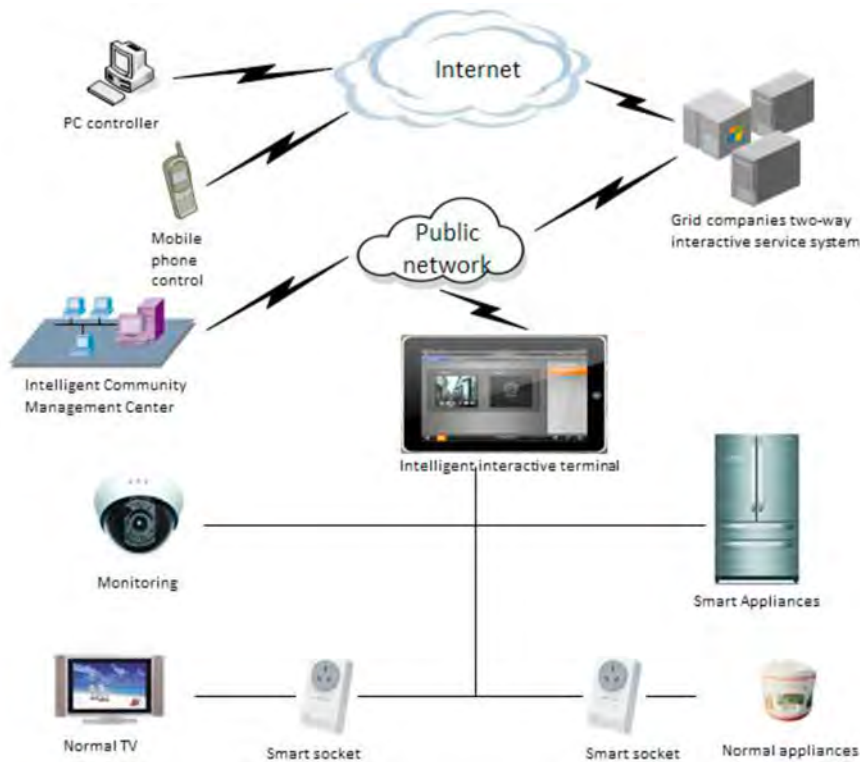 Internet
PC controller
Mobile
phone
control
Public
network
Grid companies two-way
interactive service system
Intelligent Community
Management Center
Intelligent interactive terminal
Monitoring
Smart Appliances
Normal TV
Smart socket
Smart socket
Normal appliances